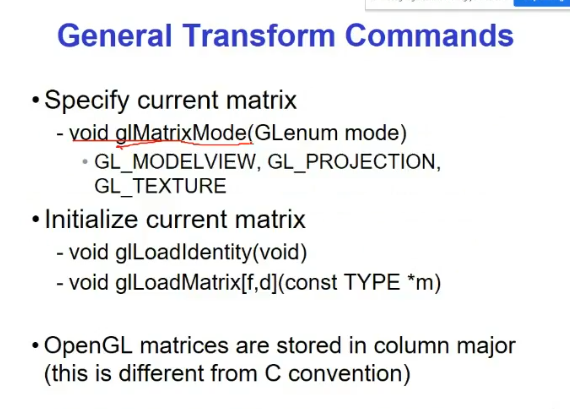 General Transform Commands
• Specify current matrix
- void glMatrixMode(GLenum mode)
• GL_MODELVIEW, GL_PROJECTION,
GL_TEXTURE
• Initialize current matrix
- void glLoadIdentity(void)
- void glLoadMatrix[f,d](const TYPE *m)
• OpenGL matrices are stored in column major
(this is different from C convention)